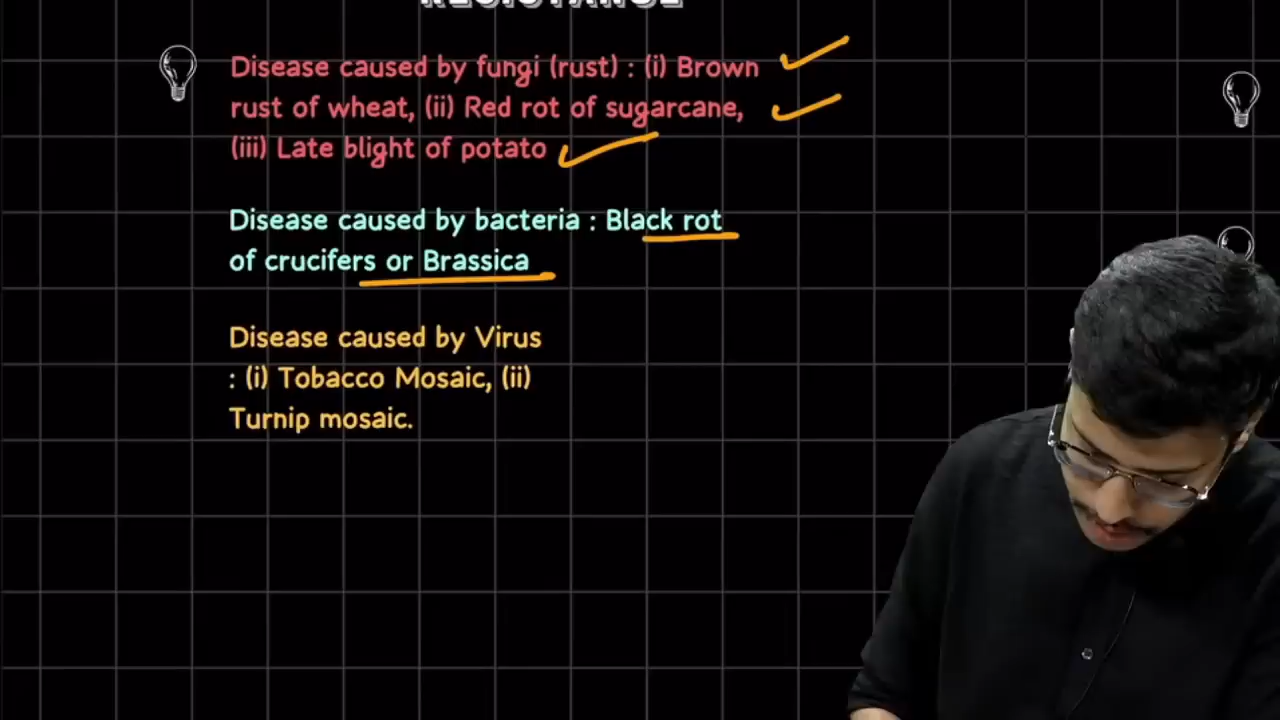 RESISTANCE
Disease caused by fungi (rust) : (i) Brown
rust of wheat, (ii) Red rot of sugarcane,
(iii) Late blight of potato
Disease caused by bacteria : Black rot
of crucifers or Brassica
Disease caused by Virus
: (i) Tobacco Mosaic, (ii)
Turnip mosaic.